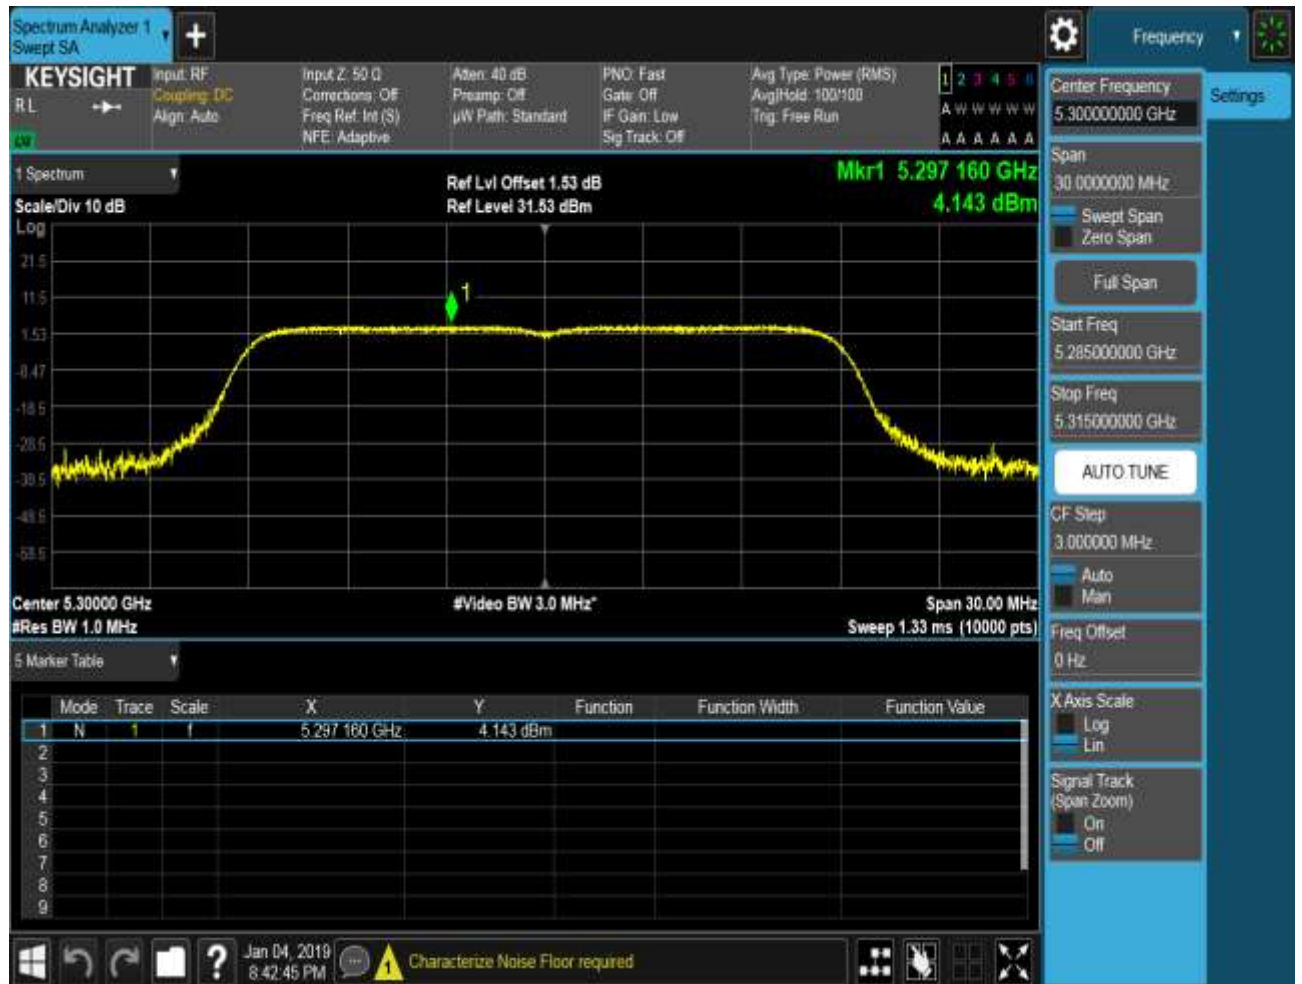 Spectrum Analyzer 1
Swept SA
+
Frequency
KEYSIGHT
RL
Input: RF
Coupling: DC
Align: Auto
Input Z: 50 Ω
Corrections: Off
Freq Ref: Int (S)
NFE: Adaptive
Atten: 40 dB
Preamp: Off
µW Path: Standard
PNO: Fast
Gate: Off
IF Gain: Low
Sig Track: Off
Avg Type: Power (RMS)
Avg|Hold: 100/100
Trig: Free Run
1 2 3 4 5 6
A W W W W W
A A A A A A
1 Spectrum
Scale/Div 10 dB
Ref Lvl Offset 1.53 dB
Ref Level 31.53 dBm
Mkr1 5.297 160 GHz
4.143 dBm
Log
21.5
11.5
1.53
-8.47
-18.5
-28.5
-38.5
-48.5
-58.5
1
Center 5.30000 GHz
#Res BW 1.0 MHz
#Video BW 3.0 MHz*
Span 30.00 MHz
Sweep 1.33 ms (10000 pts)
5 Marker Table
Mode Trace Scale X Y Function Function Width Function Value
1 N 1 f 5.297 160 GHz 4.143 dBm
2
3
4
5
6
7
8
9
Settings
Center Frequency
5.300000000 GHz
Span
30.0000000 MHz
Swept Span
Zero Span
Full Span
Start Freq
5.285000000 GHz
Stop Freq
5.315000000 GHz
AUTO TUNE
CF Step
3.000000 MHz
Auto
Man
Freq Offset
0 Hz
X Axis Scale
Log
Lin
Signal Track
(Span Zoom)
On
Off
?
Jan 04, 2019
8:42:45 PM
1
Characterize Noise Floor required